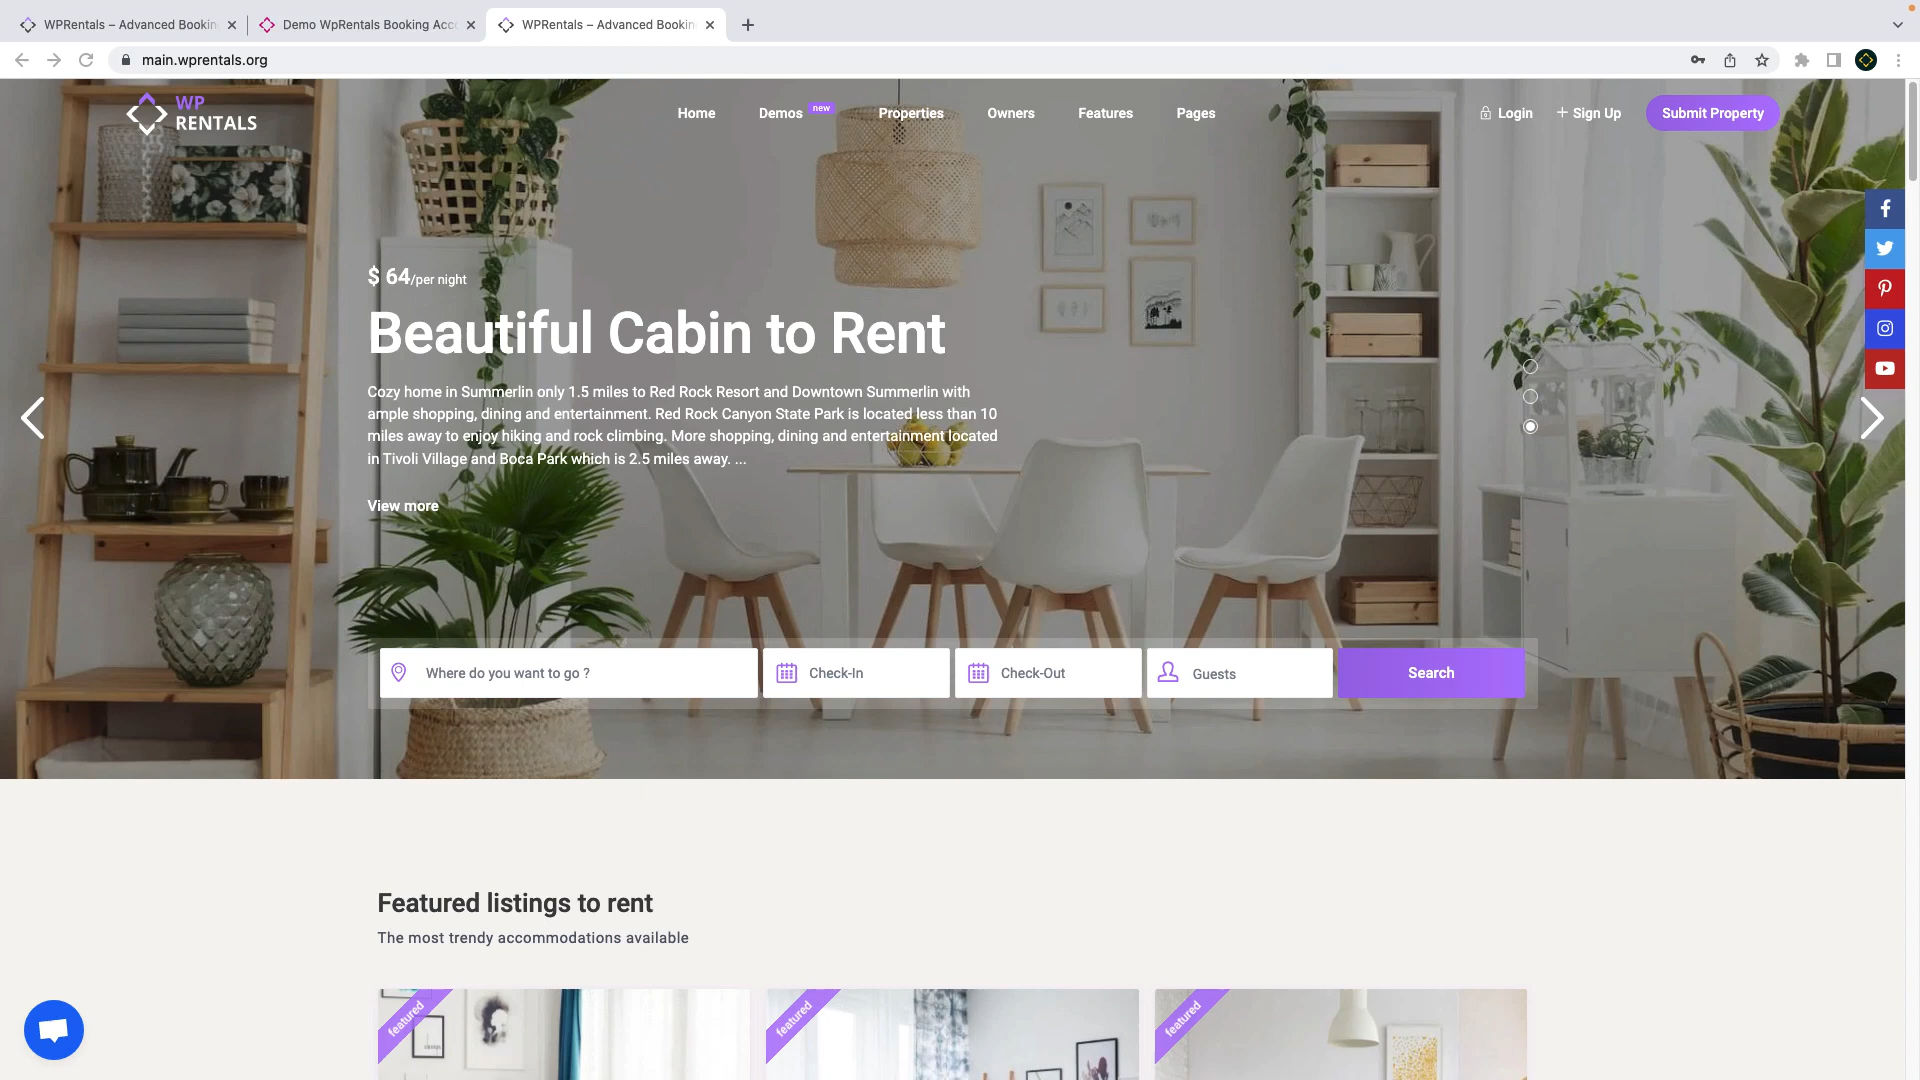 WPRentals – Advanced Bookin
Demo WpRentals Booking Acc
WPRentals – Advanced Bookin
main.wprentals.org
WP
RENTALS
Home
Demos
new
Properties
Owners
Features
Pages
Login
Sign Up
Submit Property
$ 64/per night
Beautiful Cabin to Rent
Cozy home in Summerlin only 1.5 miles to Red Rock Resort and Downtown Summerlin with
ample shopping, dining and entertainment. Red Rock Canyon State Park is located less than 10
miles away to enjoy hiking and rock climbing. More shopping, dining and entertainment located
in Tivoli Village and Boca Park which is 2.5 miles away. ...
View more
Where do you want to go ?
Check-In
Check-Out
Guests
Search
Featured listings to rent
The most trendy accommodations available
featured
featured
featured